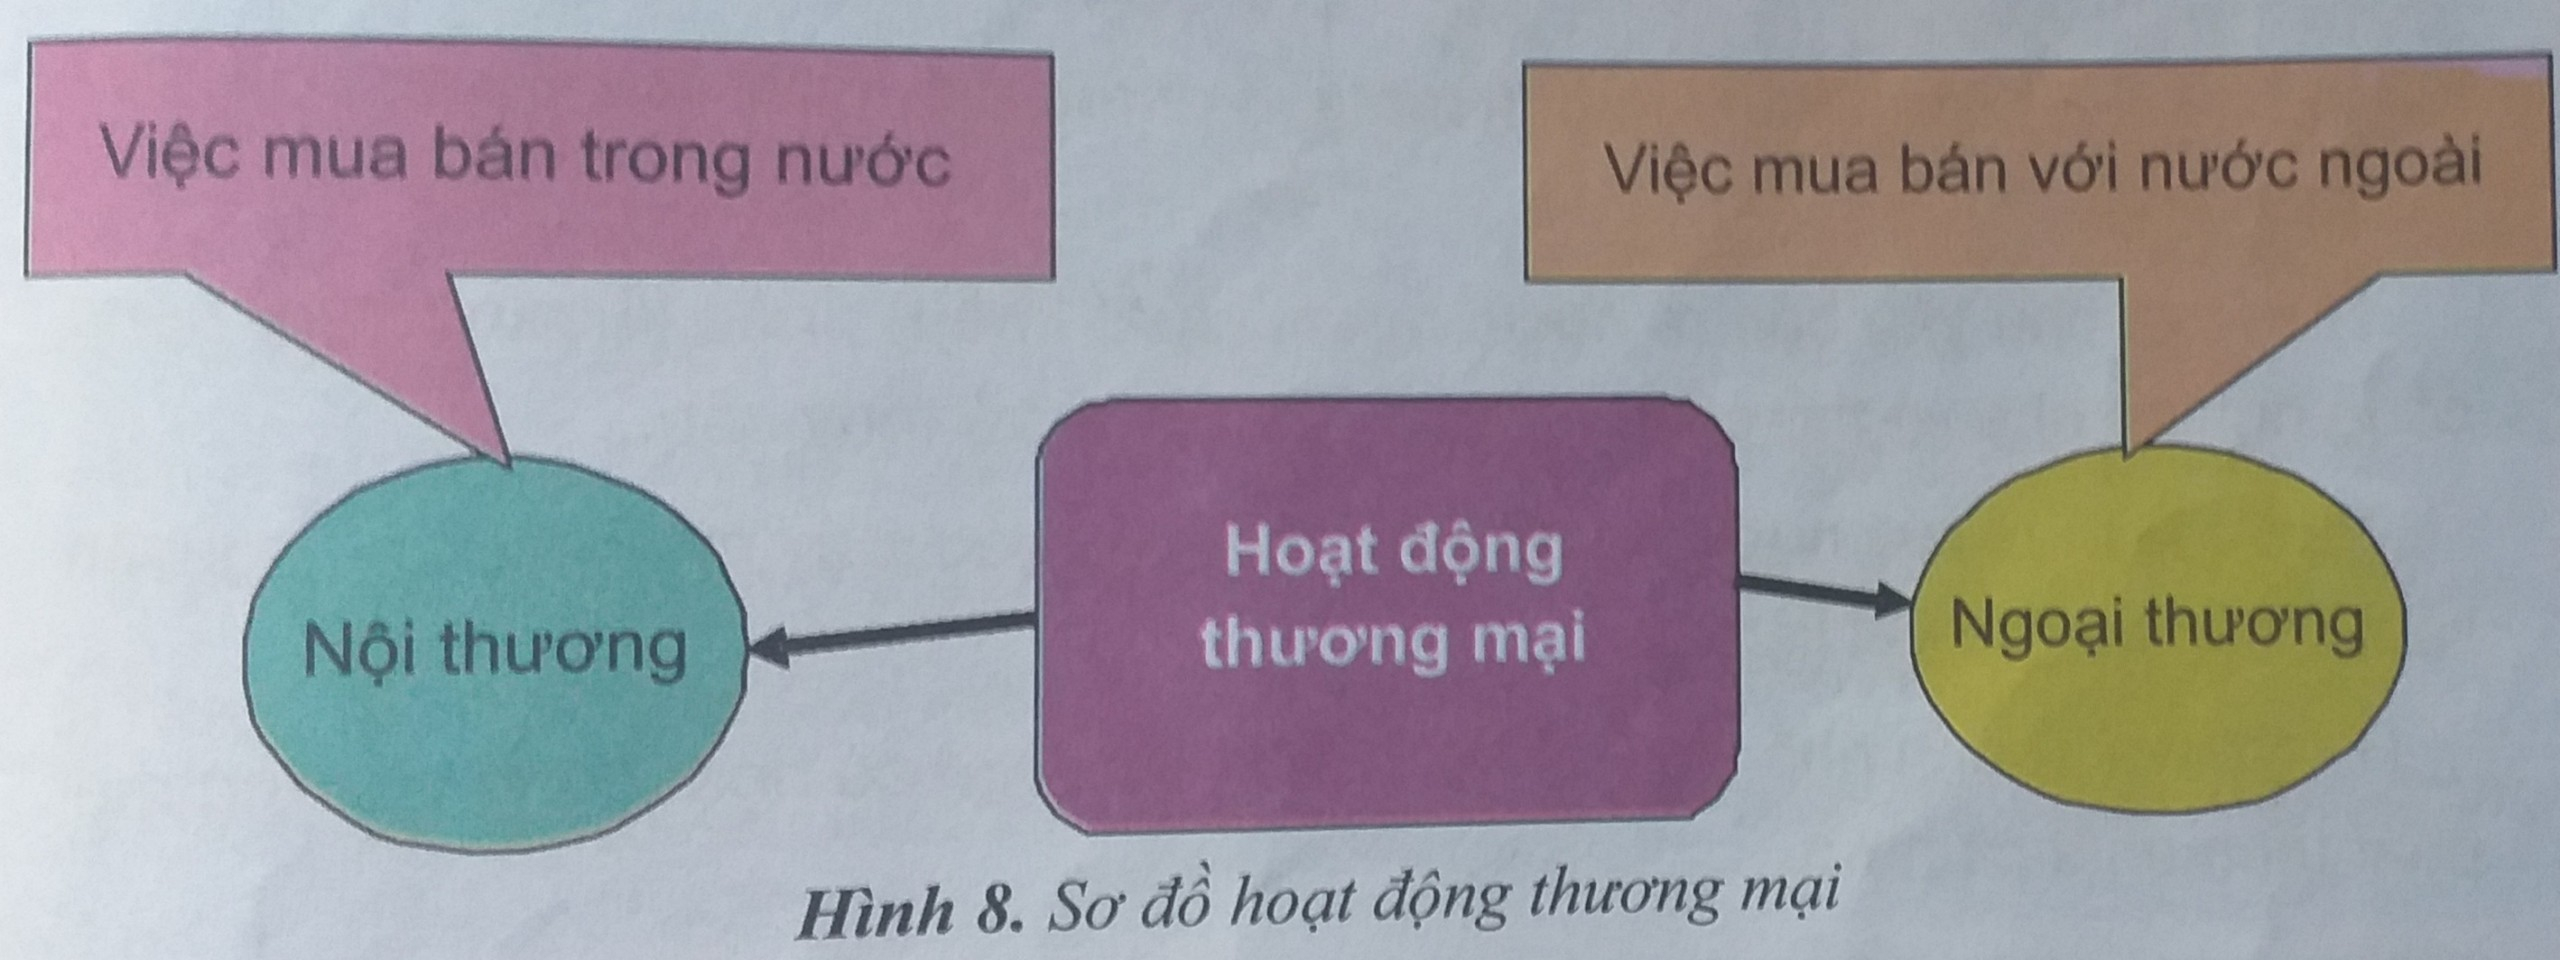 Việc mua bán trong nước
Việc mua bán với nước ngoài
Nội thương
Hoạt động
thương mại
Ngoại thương
Hình 8. Sơ đồ hoạt động thương mại